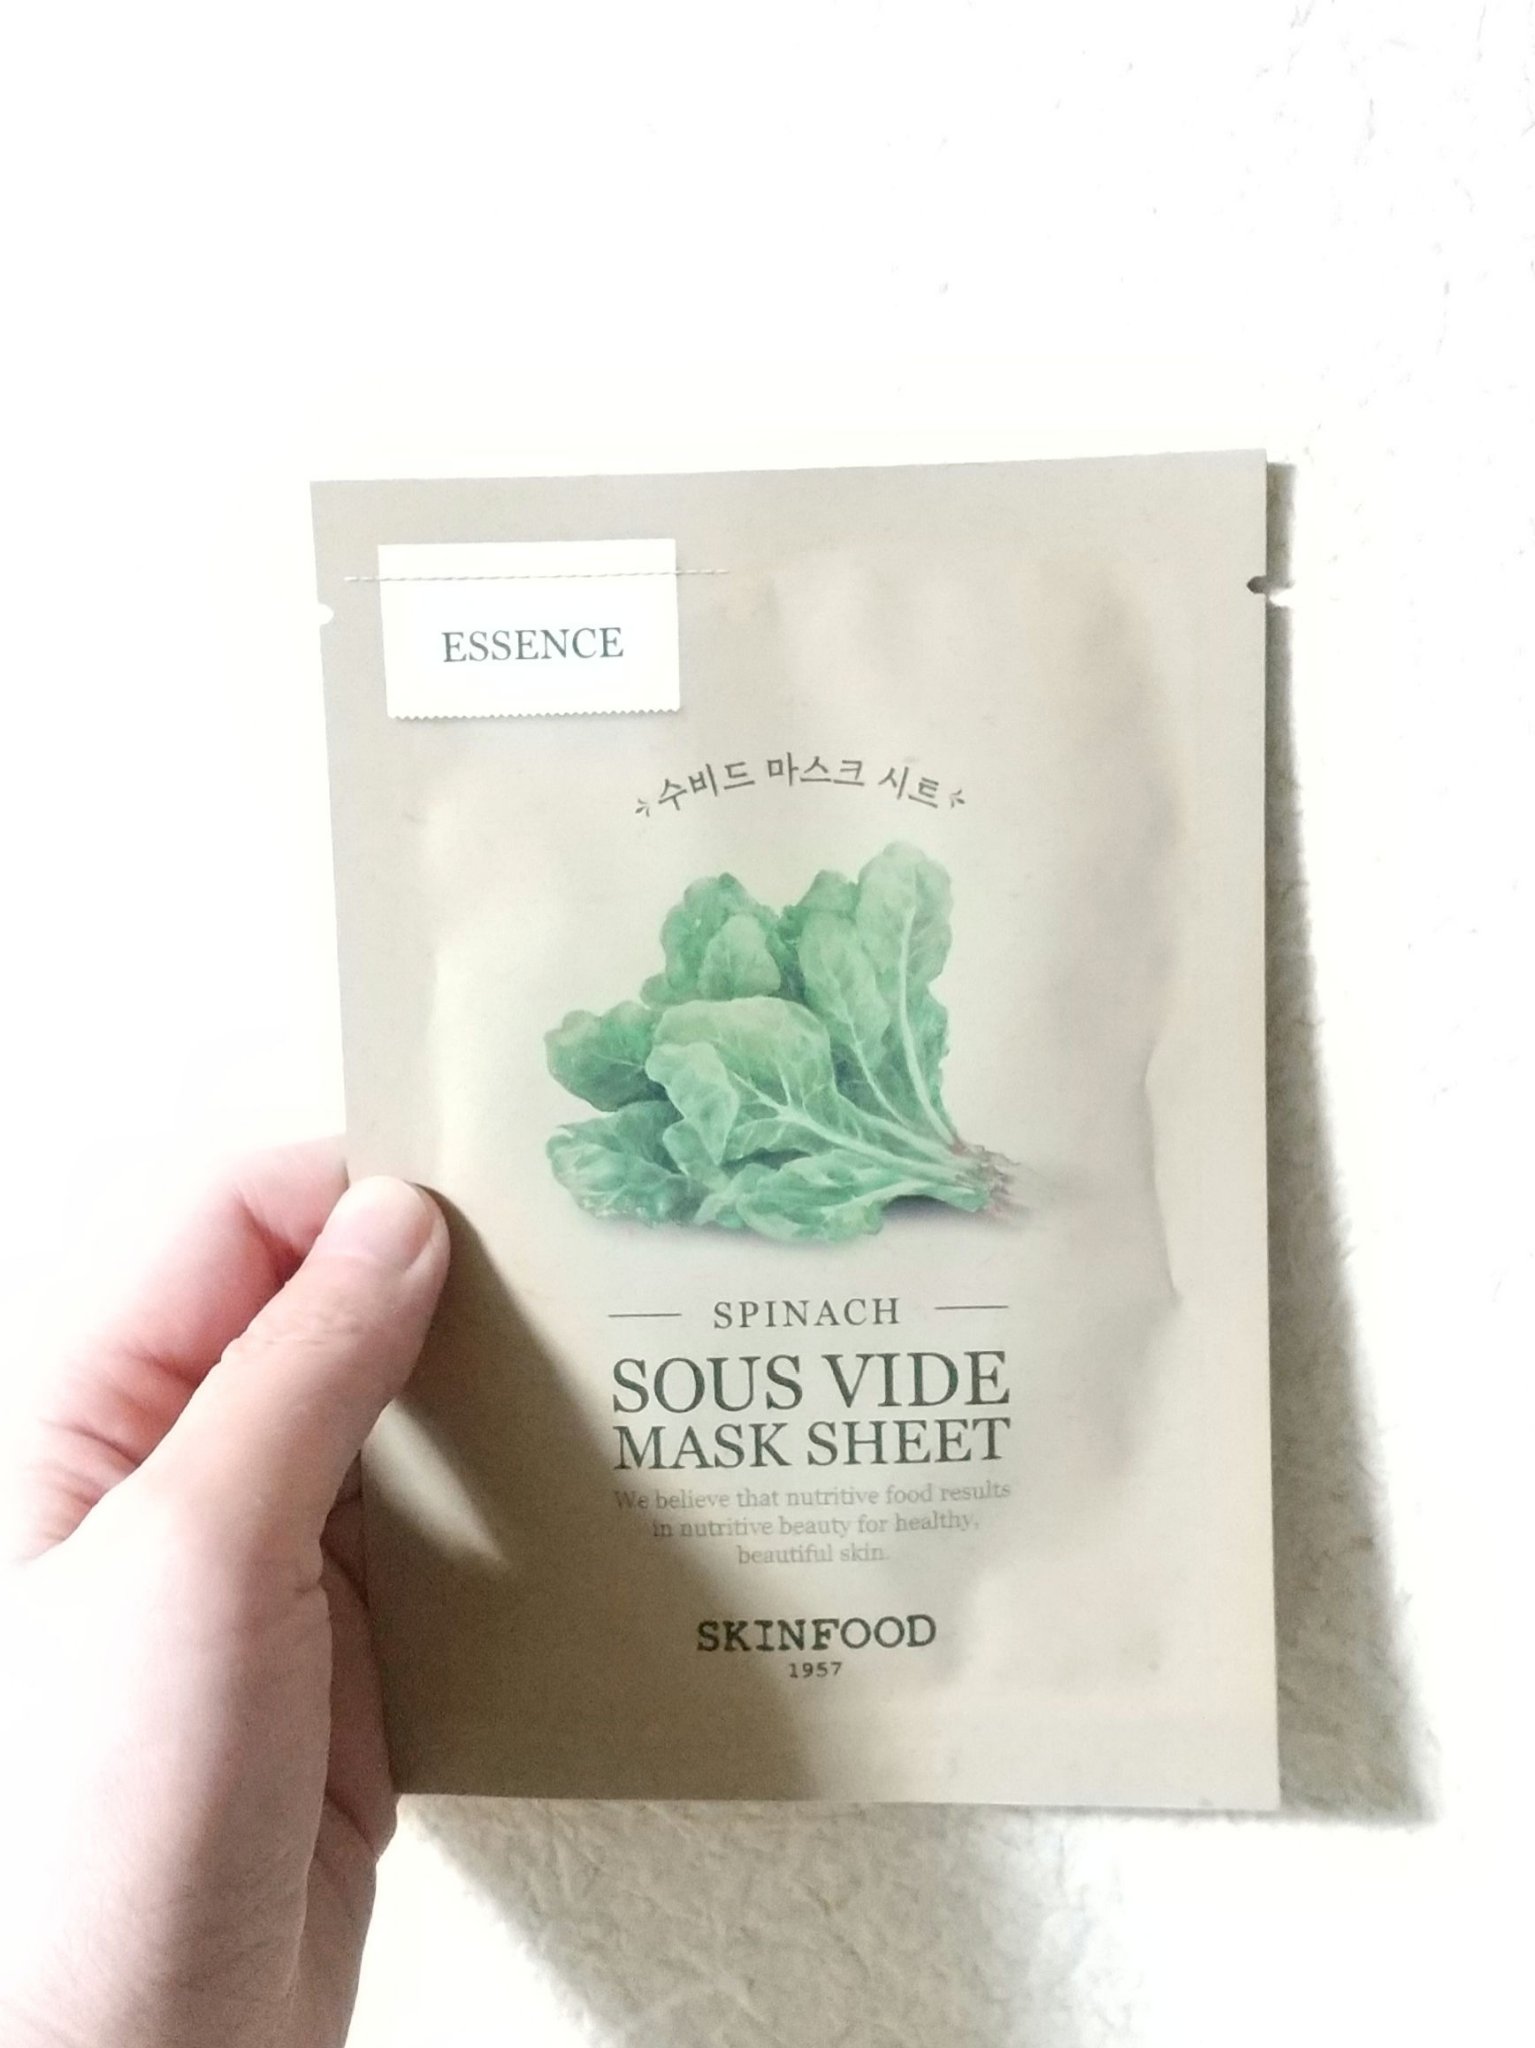 ESSENCE
수비드 마스크 시트
SPINACH
SOUS VIDE
MASK SHEET
We believe that nutritive food results
in nutritive beauty for healthy,
beautiful skin.
SKINFOOD
1957